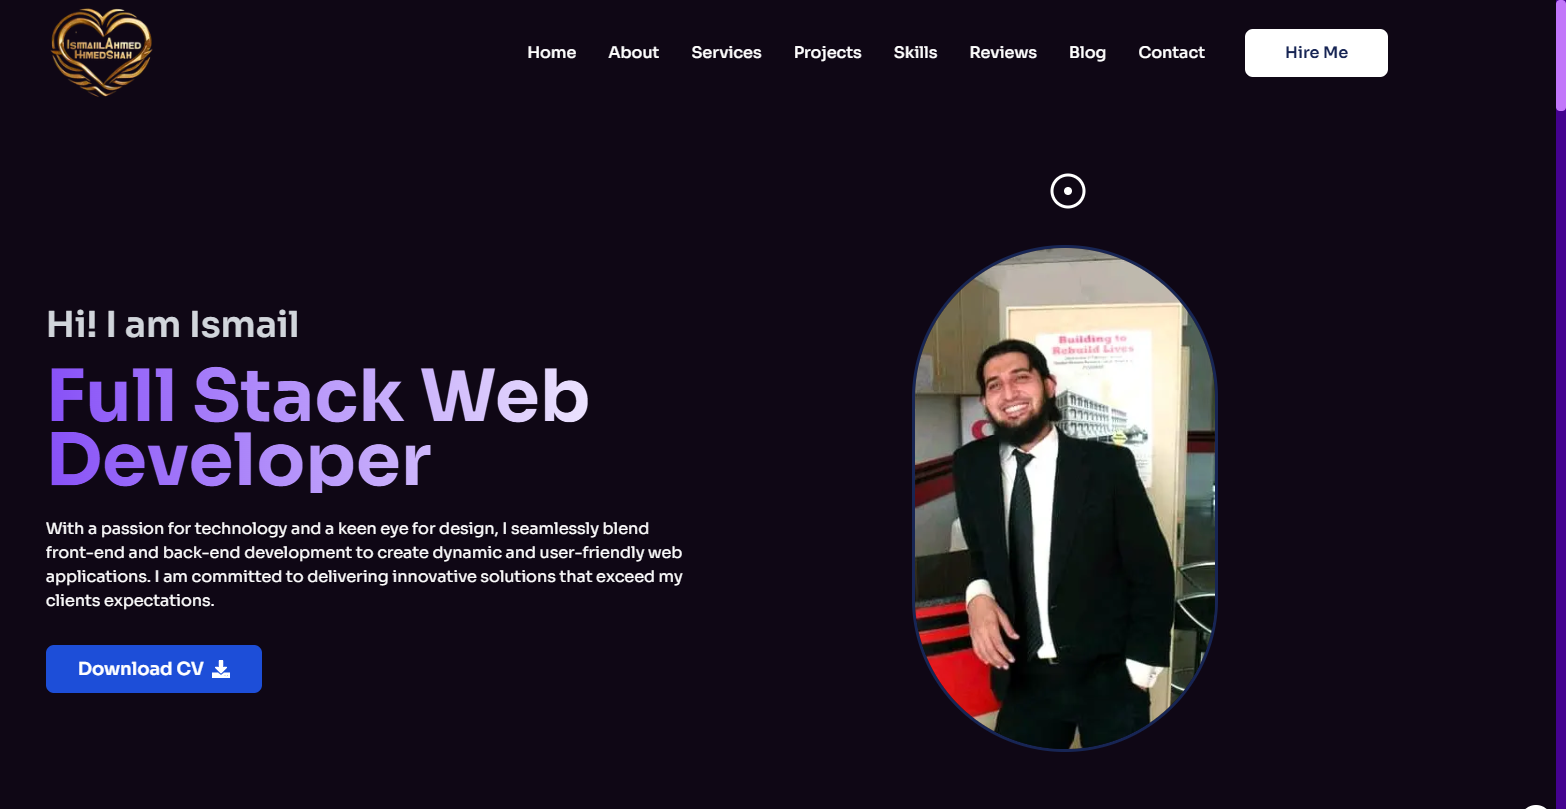 IsmaiilAhmed
HimedShah
Home About Services Projects Skills Reviews Blog Contact Hire Me
Hi! I am Ismail
Full Stack Web
Developer
With a passion for technology and a keen eye for design, I seamlessly blend
front-end and back-end development to create dynamic and user-friendly web
applications. I am committed to delivering innovative solutions that exceed my
clients expectations.
Download CV
Building to
Rebuild Lives